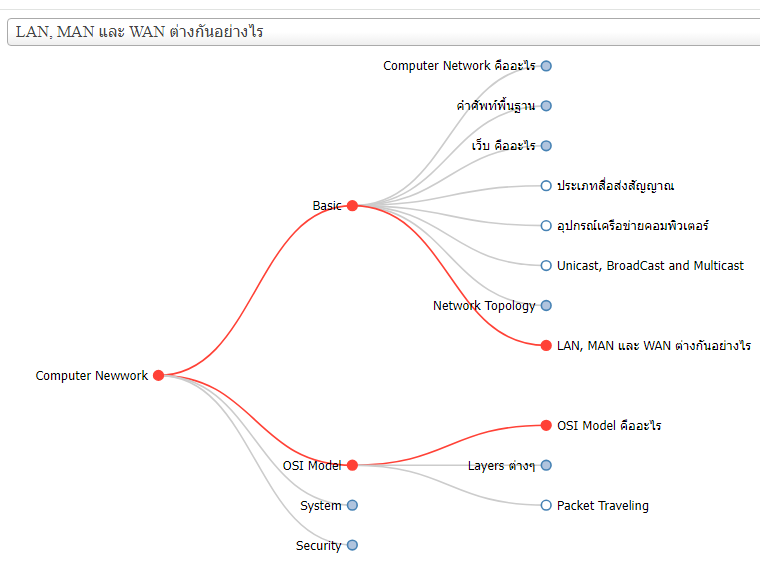 LAN, MAN และ WAN ต่างกันอย่างไร
Computer Network คืออะไร
คำศัพท์พื้นฐาน
เว็บ คืออะไร
ประเภทสื่อส่งสัญญาณ
Basic
อุปกรณ์เครือข่ายคอมพิวเตอร์
Unicast, BroadCast and Multicast
Network Topology
LAN, MAN และ WAN ต่างกันอย่างไร
Computer Newwork
OSI Model คืออะไร
OSI Model
Layers ต่างๆ
System
Packet Traveling
Security